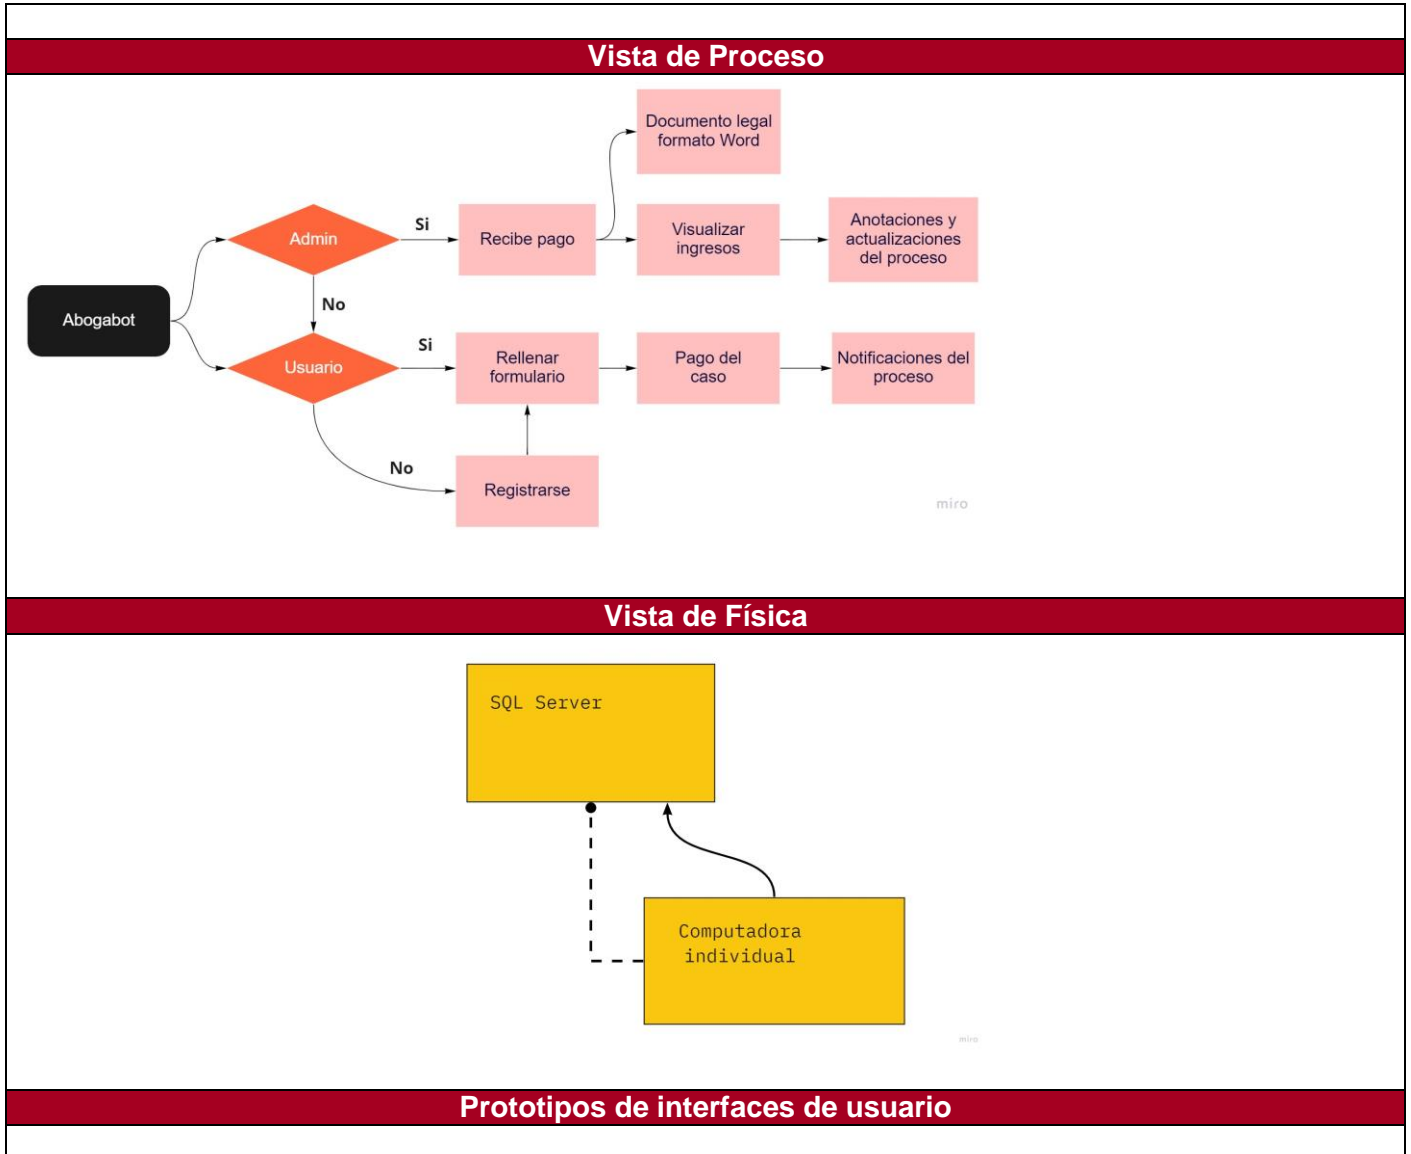 Vista de Proceso
Documento legal
formato Word
Admin
Si
Recibe pago
Visualizar
ingresos
Anotaciones y
actualizaciones
del proceso
Abogabot
No
Usuario
Si
Rellenar
formulario
Pago del
caso
Notificaciones del
proceso
No
Registrarse
miro
Vista de Física
SQL Server
Computadora
individual
miro
Prototipos de interfaces de usuario